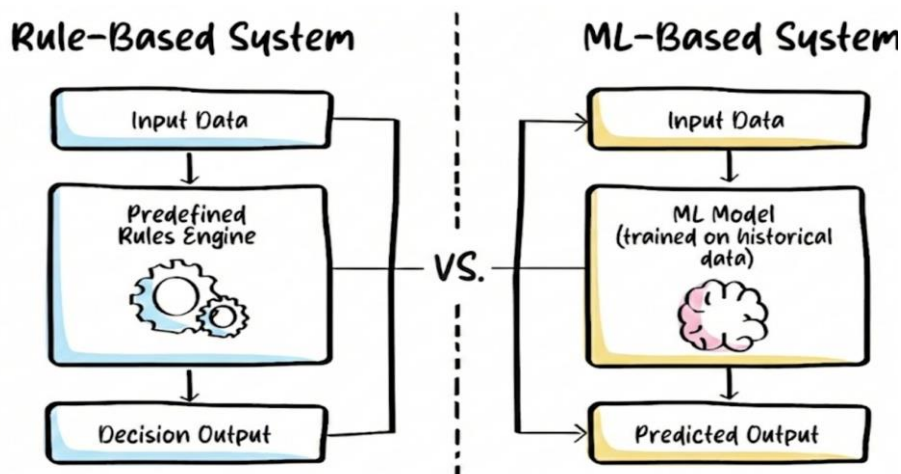 Rule-Based System
Input Data
Predefined
Rules Engine
Decision Output
VS.
ML-Based System
Input Data
ML Model
(trained on historical
data)
Predicted Output